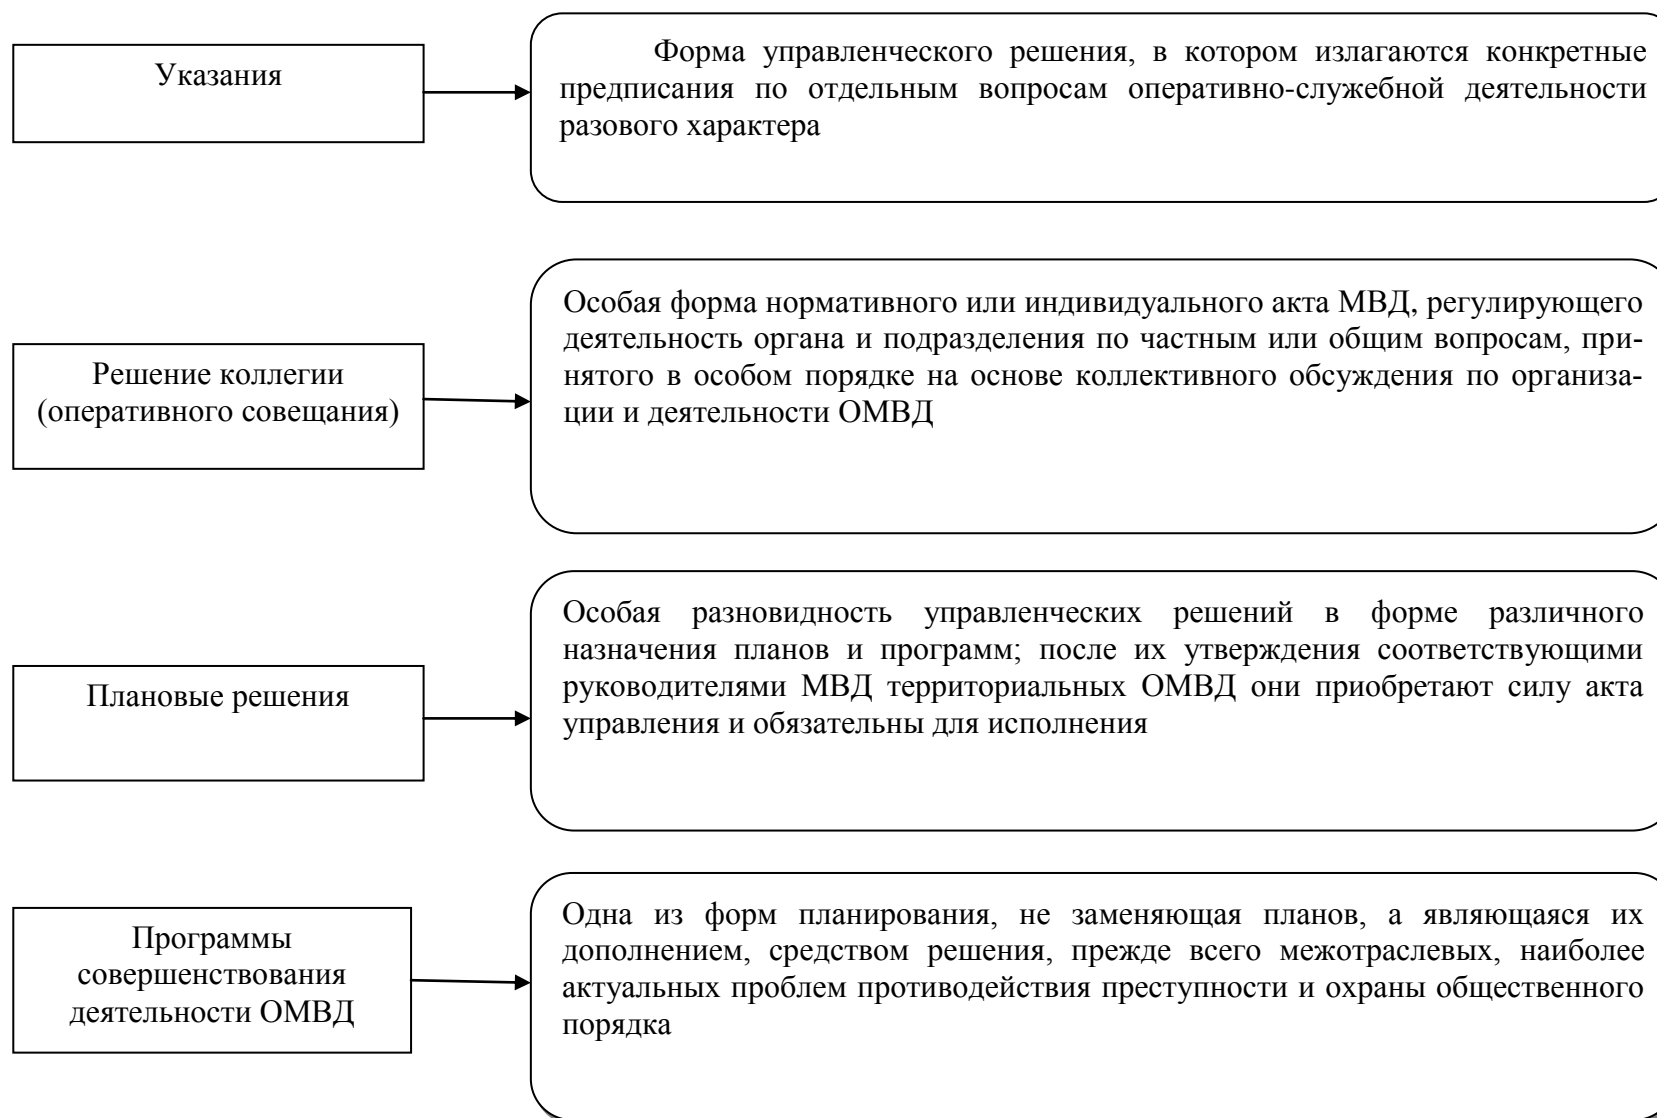 Указания
Форма управленческого решения, в котором излагаются конкретные
предписания по отдельным вопросам оперативно-служебной деятельности
разового характера
Решение коллегии
(оперативного совещания)
Особая форма нормативного или индивидуального акта МВД, регулирующего
деятельность органа и подразделения по частным или общим вопросам, при-
нятого в особом порядке на основе коллективного обсуждения по организа-
ции и деятельности ОМВД
Плановые решения
Особая разновидность управленческих решений в форме различного
назначения планов и программ; после их утверждения соответствующими
руководителями МВД территориальных ОМВД они приобретают силу акта
управления и обязательны для исполнения
Программы
совершенствования
деятельности ОМВД
Одна из форм планирования, не заменяющая планов, а являющаяся их
дополнением, средством решения, прежде всего межотраслевых, наиболее
актуальных проблем противодействия преступности и охраны общественного
порядка